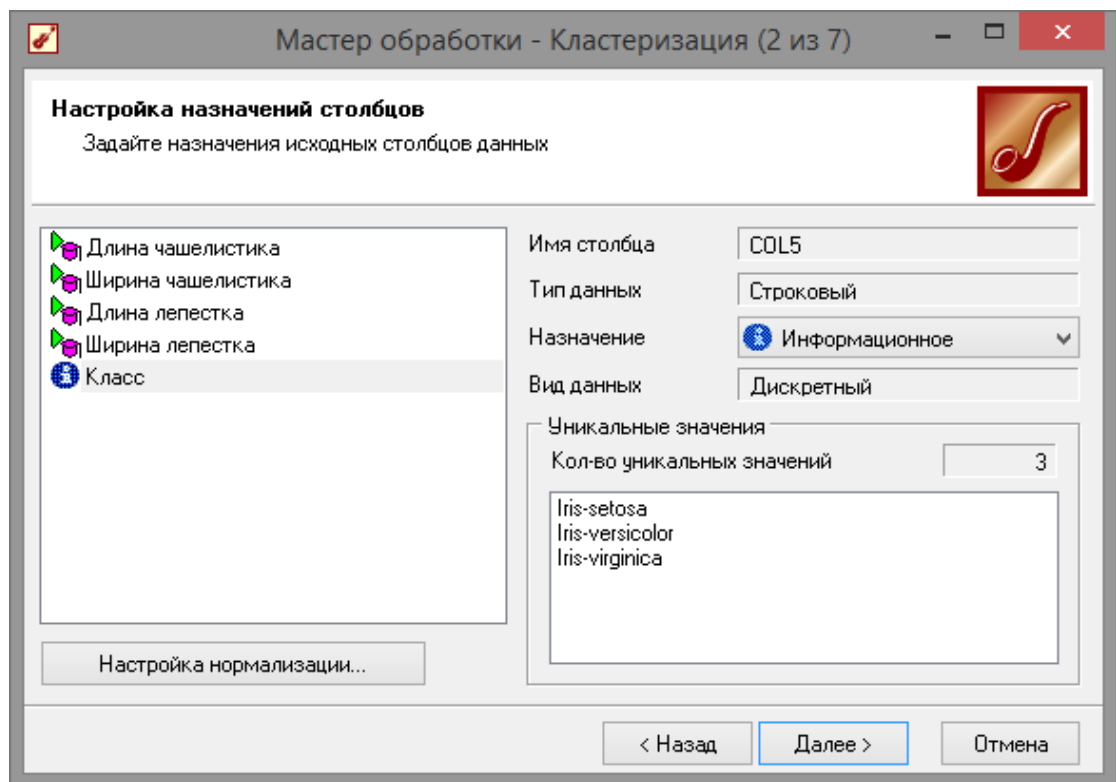 Мастер обработки - Кластеризация (2 из 7)
Настройка назначений столбцов
Задайте назначения исходных столбцов данных
Длина чашелистика
Ширина чашелистика
Длина лепестка
Ширина лепестка
Класс
Настройка нормализации...
Имя столбца COL5
Тип данных Строковый
Назначение Информационное
Вид данных Дискретный
Уникальные значения
Кол-во уникальных значений 3
Iris-setosa
Iris-versicolor
Iris-virginica
< Назад Далее > Отмена